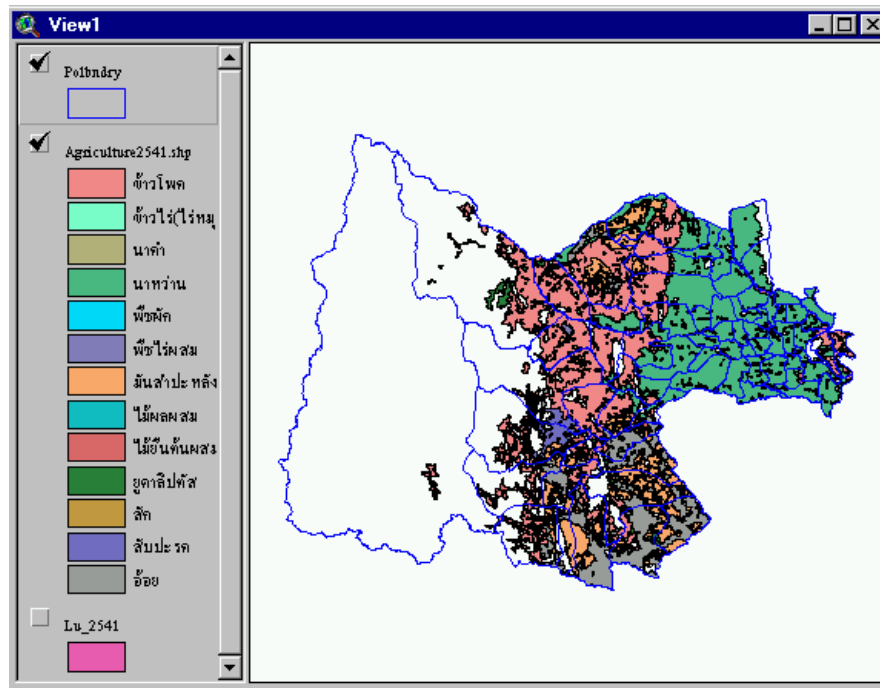 View1
Polbndry
Agriculture2541.shp
ข้าวโพด
ข้าวไร่(ไร่หมุ
นาดำ
นาหว่าน
พืชผัก
พืชไร่ผสม
มันสำปะหลัง
ไม้ผลผสม
ไม้ยืนต้นผสม
ยูคาลิปตัส
สัก
สับปะรด
อ้อย
Lu_2541